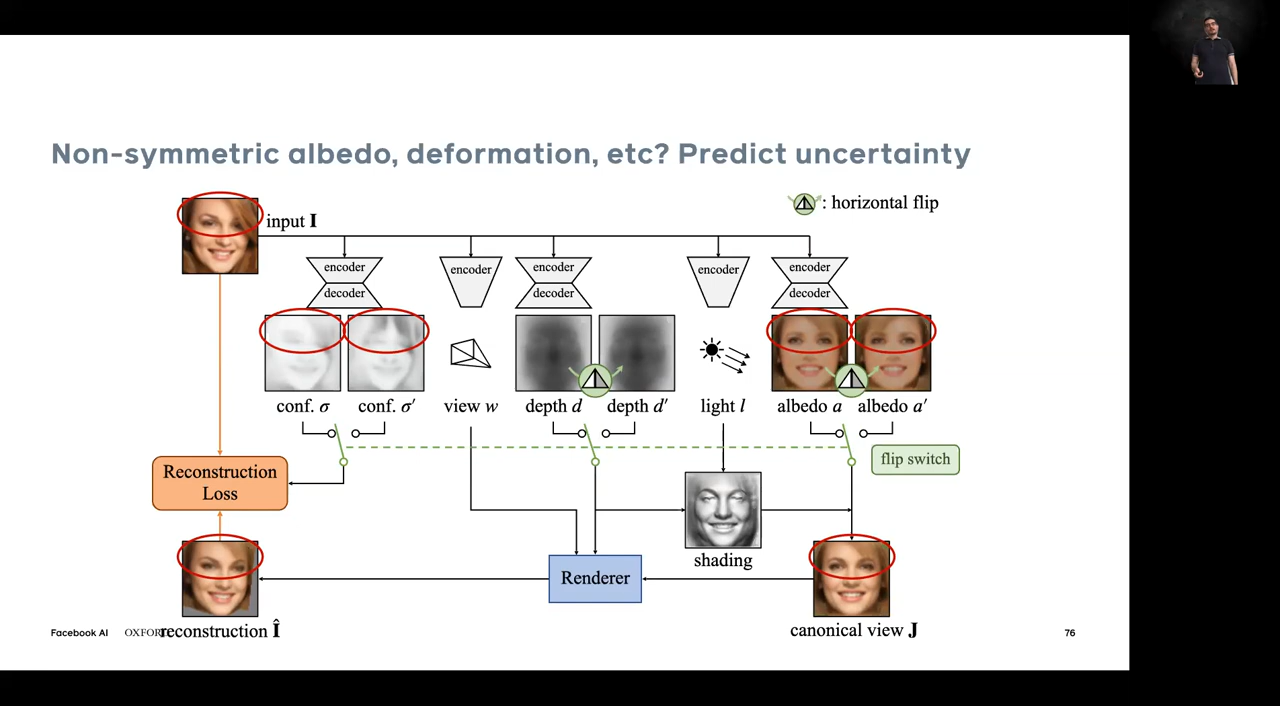 Non-symmetric albedo, deformation, etc? Predict uncertainty
input I
: horizontal flip
encoder
decoder
encoder
encoder
decoder
encoder
encoder
decoder
conf. σ
conf. σ′
view w
depth d
depth d′
light l
albedo a
albedo a′
flip switch
Reconstruction
Loss
shading
Renderer
reconstruction Î
canonical view J
Facebook AI
76